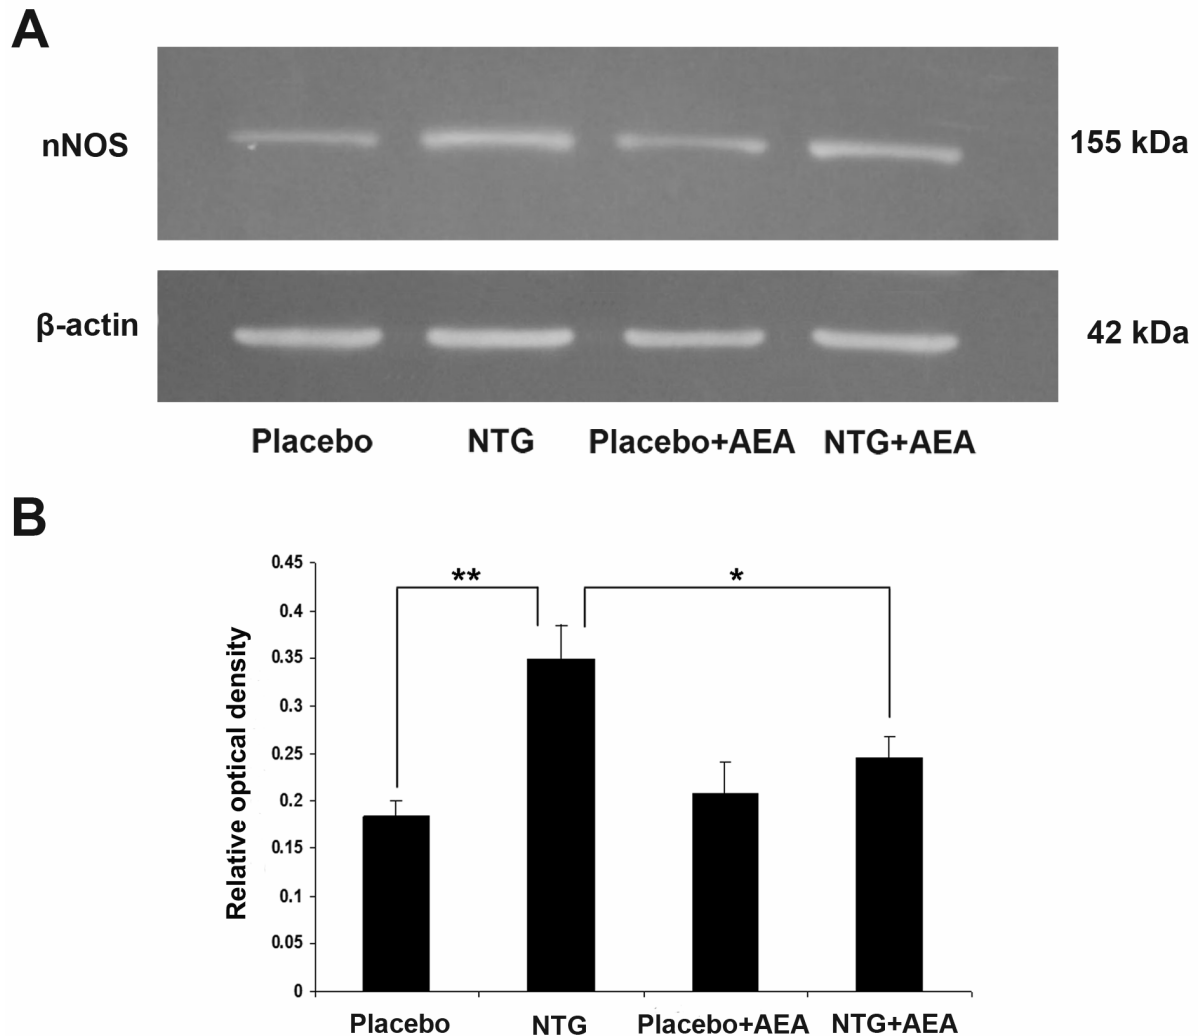 A
nNOS
155 kDa
β-actin
42 kDa
Placebo NTG Placebo+AEA NTG+AEA
B
Relative optical density
0.45
0.4
0.35
0.3
0.25
0.2
0.15
0.1
0.05
0
**
*
Placebo NTG Placebo+AEA NTG+AEA